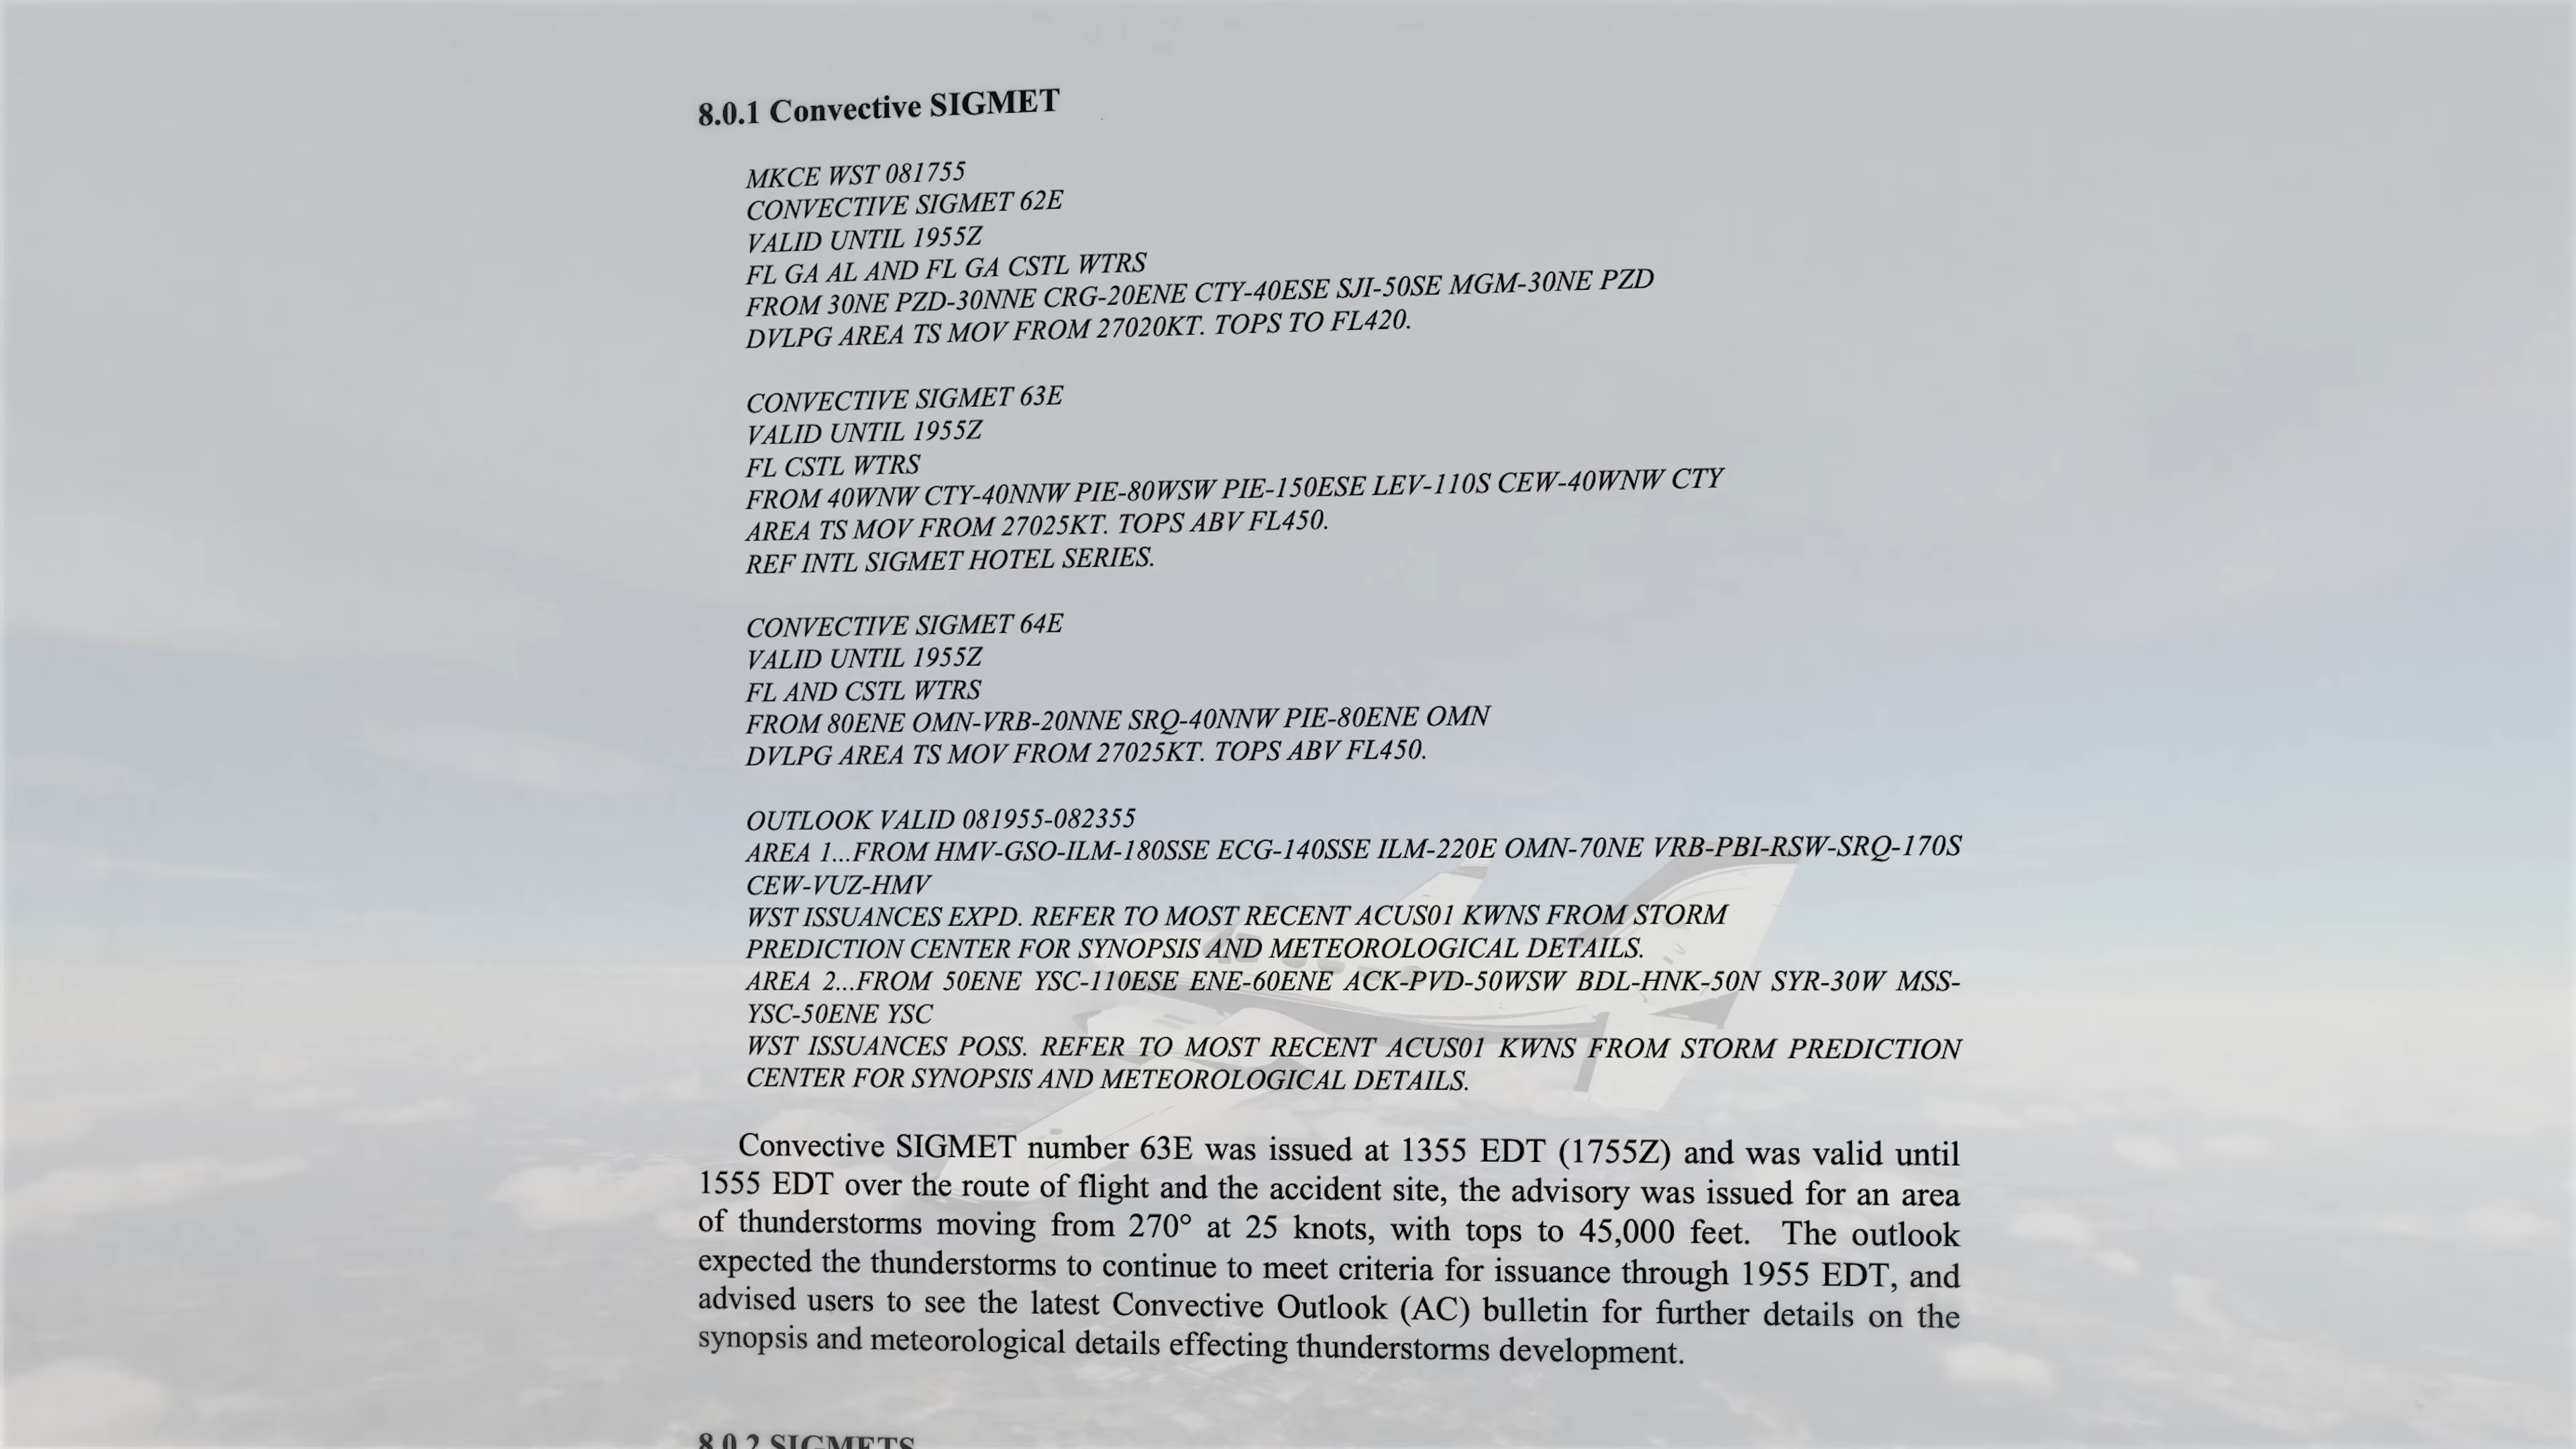 8.0.1 Convective SIGMET
MKCE WST 081755
CONVECTIVE SIGMET 62E
VALID UNTIL 1955Z
FL GA AL AND FL GA CSTL WTRS
FROM 30NE PZD-30NNE CRG-20ENE CTY-40ESE SJI-50SE MGM-30NE PZD
DVLPG AREA TS MOV FROM 27020KT. TOPS TO FL420.
CONVECTIVE SIGMET 63E
VALID UNTIL 1955Z
FL CSTL WTRS
FROM 40WNW CTY-40NNW PIE-80WSW PIE-150ESE LEV-110S CEW-40WNW CTY
AREA TS MOV FROM 27025KT. TOPS ABV FL450.
REF INTL SIGMET HOTEL SERIES.
CONVECTIVE SIGMET 64E
VALID UNTIL 1955Z
FL AND CSTL WTRS
FROM 80ENE OMN-VRB-20NNE SRQ-40NNW PIE-80ENE OMN
DVLPG AREA TS MOV FROM 27025KT. TOPS ABV FL450.
OUTLOOK VALID 081955-082355
AREA 1...FROM HMV-GSO-ILM-180SSE ECG-140SSE ILM-220E OMN-70NE VRB-PBI-RSW-SRQ-170S
CEW-VUZ-HMV
WST ISSUANCES EXPD. REFER TO MOST RECENT ACUS01 KWNS FROM STORM
PREDICTION CENTER FOR SYNOPSIS AND METEOROLOGICAL DETAILS.
AREA 2...FROM 50ENE YSC-110ESE ENE-60ENE ACK-PVD-50WSW BDL-HNK-50N SYR-30W MSS-
YSC-50ENE YSC
WST ISSUANCES POSS. REFER TO MOST RECENT ACUS01 KWNS FROM STORM PREDICTION
CENTER FOR SYNOPSIS AND METEOROLOGICAL DETAILS.
Convective SIGMET number 63E was issued at 1355 EDT (1755Z) and was valid until
1555 EDT over the route of flight and the accident site, the advisory was issued for an area
of thunderstorms moving from 270° at 25 knots, with tops to 45,000 feet. The outlook
expected the thunderstorms to continue to meet criteria for issuance through 1955 EDT, and
advised users to see the latest Convective Outlook (AC) bulletin for further details on the
synopsis and meteorological details effecting thunderstorms development.
8.0.2 SIGMETS